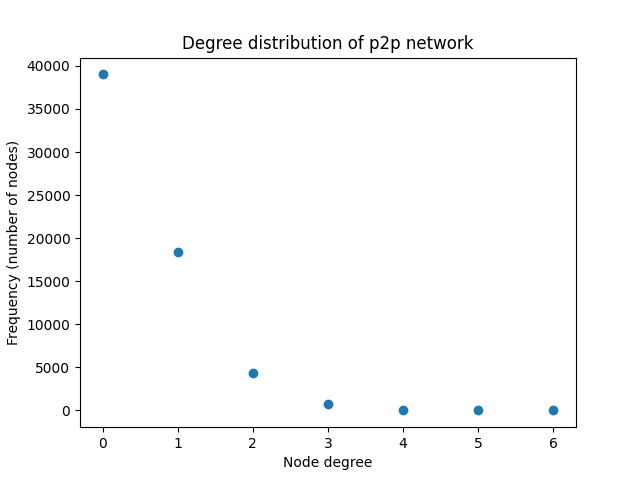 Degree distribution of p2p network
Frequency (number of nodes)
40000
35000
30000
25000
20000
15000
10000
5000
0
0 1 2 3 4 5 6
Node degree